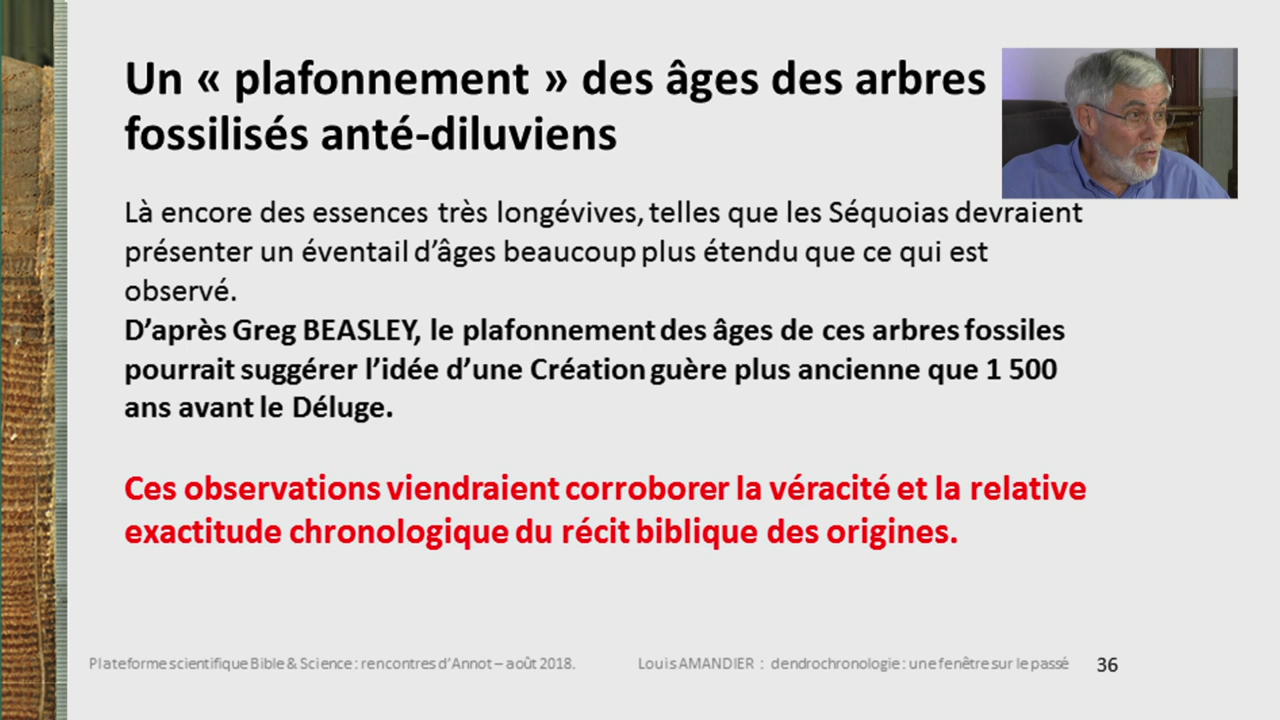 Un « plafonnement » des âges des arbres
fossilisés anté-diluviens
Là encore des essences très longévives, telles que les Séquoias devraient
présenter un éventail d’âges beaucoup plus étendu que ce qui est
observé.
D’après Greg BEASLEY, le plafonnement des âges de ces arbres fossiles
pourrait suggérer l’idée d’une Création guère plus ancienne que 1 500
ans avant le Déluge.
Ces observations viendraient corroborer la véracité et la relative
exactitude chronologique du récit biblique des origines.
Plateforme scientifique Bible & Science : rencontres d’Annot – août 2018. Louis AMANDIER : dendrochronologie : une fenêtre sur le passé 36